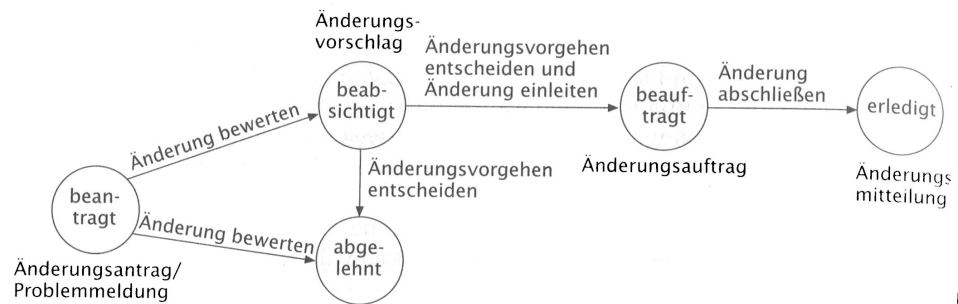 Änderungs-
vorschlag
Änderungsvorgehen
entscheiden und
Änderung einleiten
Änderung
abschließen
beab-
sichtigt
beauf-
tragt
erledigt
Änderung bewerten
Änderungsauftrag
Änderungs
mitteilung
Änderungsvorgehen
entscheiden
bean-
tragt
Änderung bewerten
abge-
lehnt
Änderungsantrag/
Problemmeldung